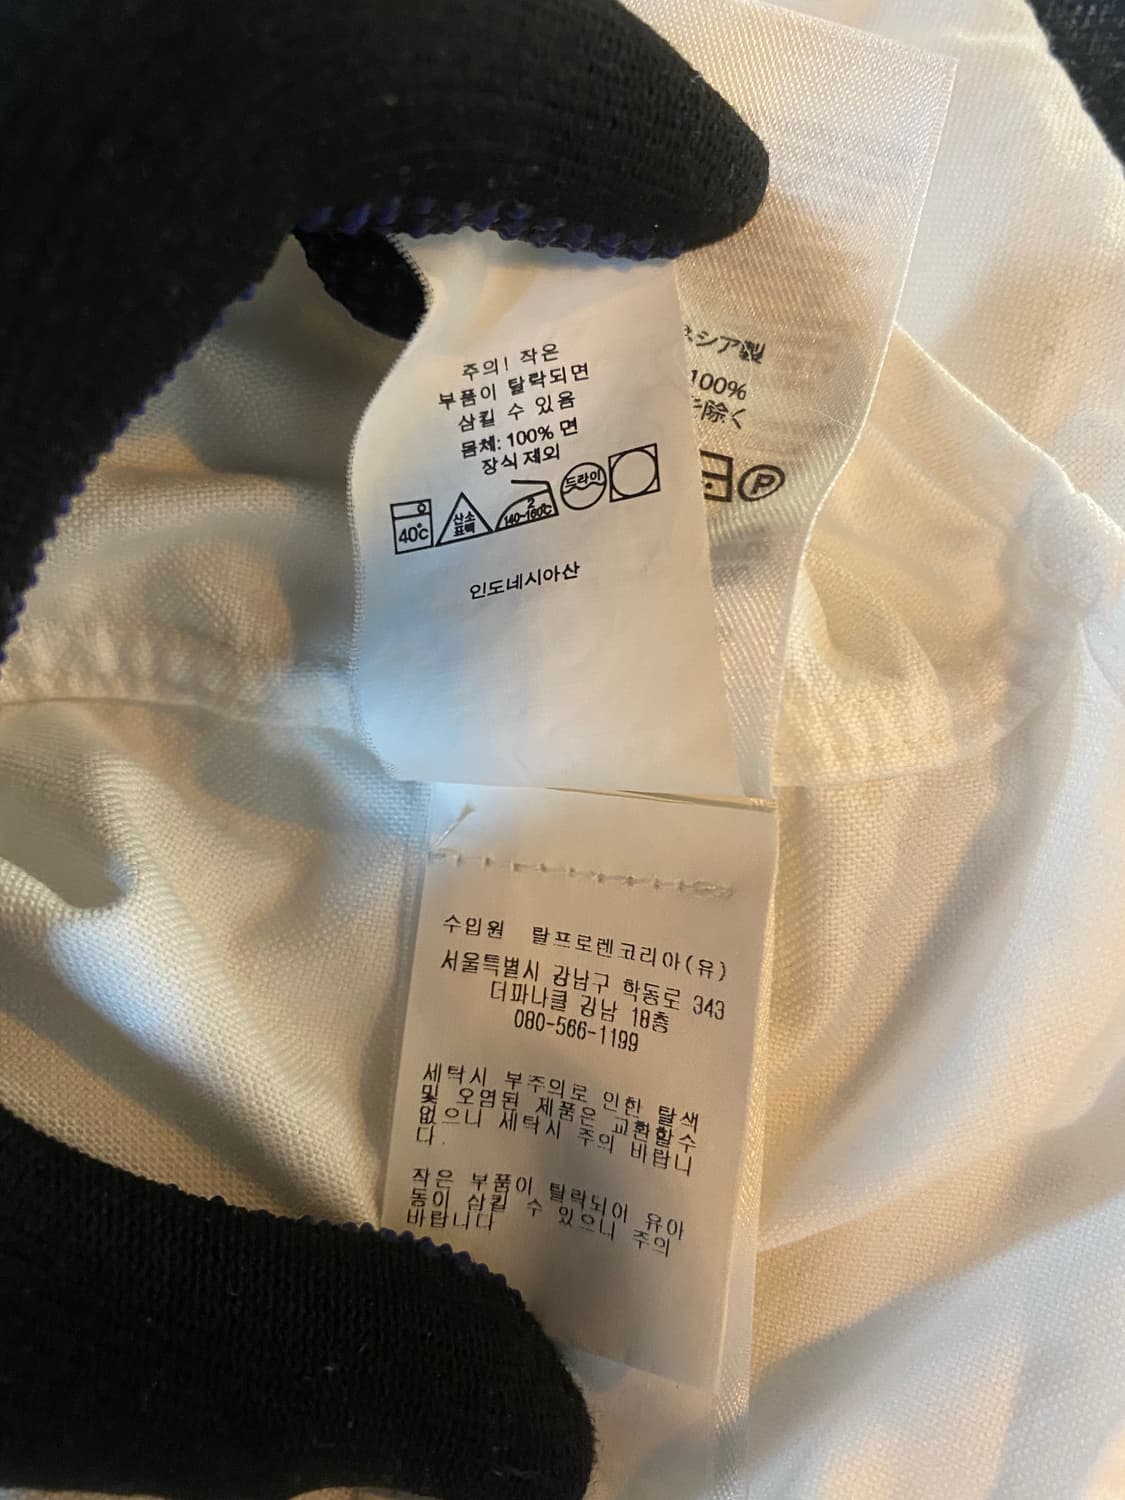 주의! 작은
부품이 탈락되면
삼킬 수 있음
몸체: 100% 면
장식 제외
40℃
산소
표백
2
140~160℃
드라이
인도네시아산
ネシア製
100%
を除く
P
수입원 랄프로렌코리아(유)
서울특별시 강남구 학동로 343
더피나클 강남 18층
080-566-1199
세탁시 부주의로 인한 탈색
및 오염된 제품은 교환할수
없으니 세탁시 주의 바랍니
다.
작은 부품이 탈락되어 유아
동이 삼킬 수 있으니 주의
바랍니다